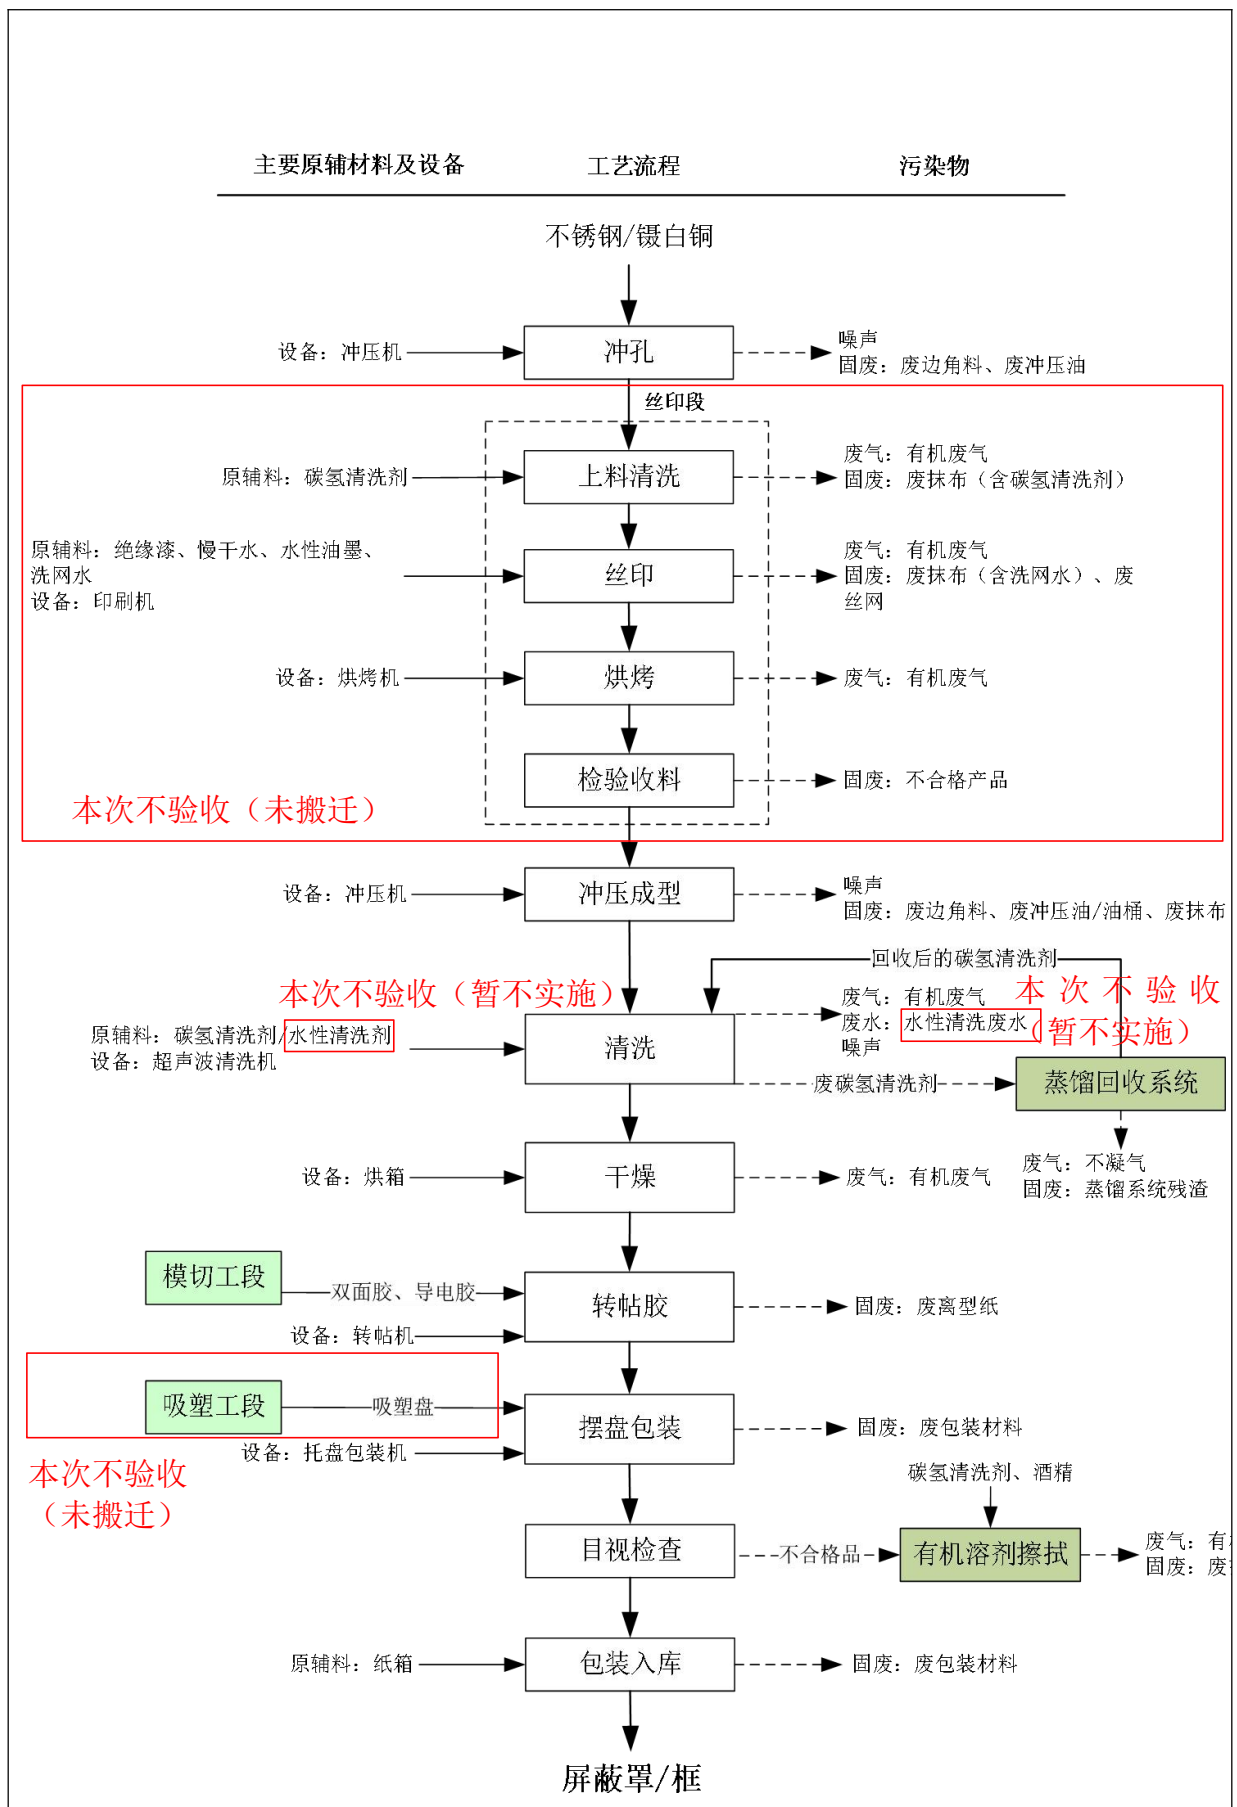 主要原辅材料及设备
工艺流程
污染物
不锈钢/镊白铜
设备：冲压机
冲孔
噪声
固废：废边角料、废冲压油
丝印段
原辅料：碳氢清洗剂
上料清洗
废气：有机废气
固废：废抹布（含碳氢清洗剂）
原辅料：绝缘漆、慢干水、水性油墨、
洗网水
设备：印刷机
丝印
废气：有机废气
固废：废抹布（含洗网水）、废
丝网
设备：烘烤机
烘烤
废气：有机废气
检验收料
固废：不合格产品
本次不验收（未搬迁）
设备：冲压机
冲压成型
噪声
固废：废边角料、废冲压油/油桶、废抹布
回收后的碳氢清洗剂
本次不验收（暂不实施）
本次不验收
（暂不实施）
原辅料：碳氢清洗剂/水性清洗剂
设备：超声波清洗机
清洗
废气：有机废气
废水：水性清洗废水
噪声
废碳氢清洗剂
蒸馏回收系统
废气：不凝气
固废：蒸馏系统残渣
设备：烘箱
干燥
废气：有机废气
模切工段
双面胶、导电胶
设备：转帖机
转帖胶
固废：废离型纸
吸塑工段
吸塑盘
设备：托盘包装机
摆盘包装
固废：废包装材料
本次不验收
（未搬迁）
碳氢清洗剂、酒精
目视检查
不合格品
有机溶剂擦拭
废气：有
固废：废
原辅料：纸箱
包装入库
固废：废包装材料
屏蔽罩/框